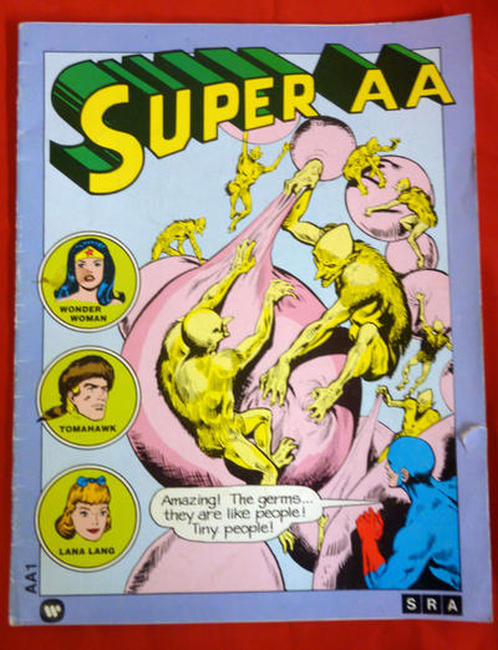 SUPER AA
WONDER
WOMAN
TOMAHAWK
LANA LANG
Amazing! The germs...
they are like people!
Tiny people!
AA1
W
SRA